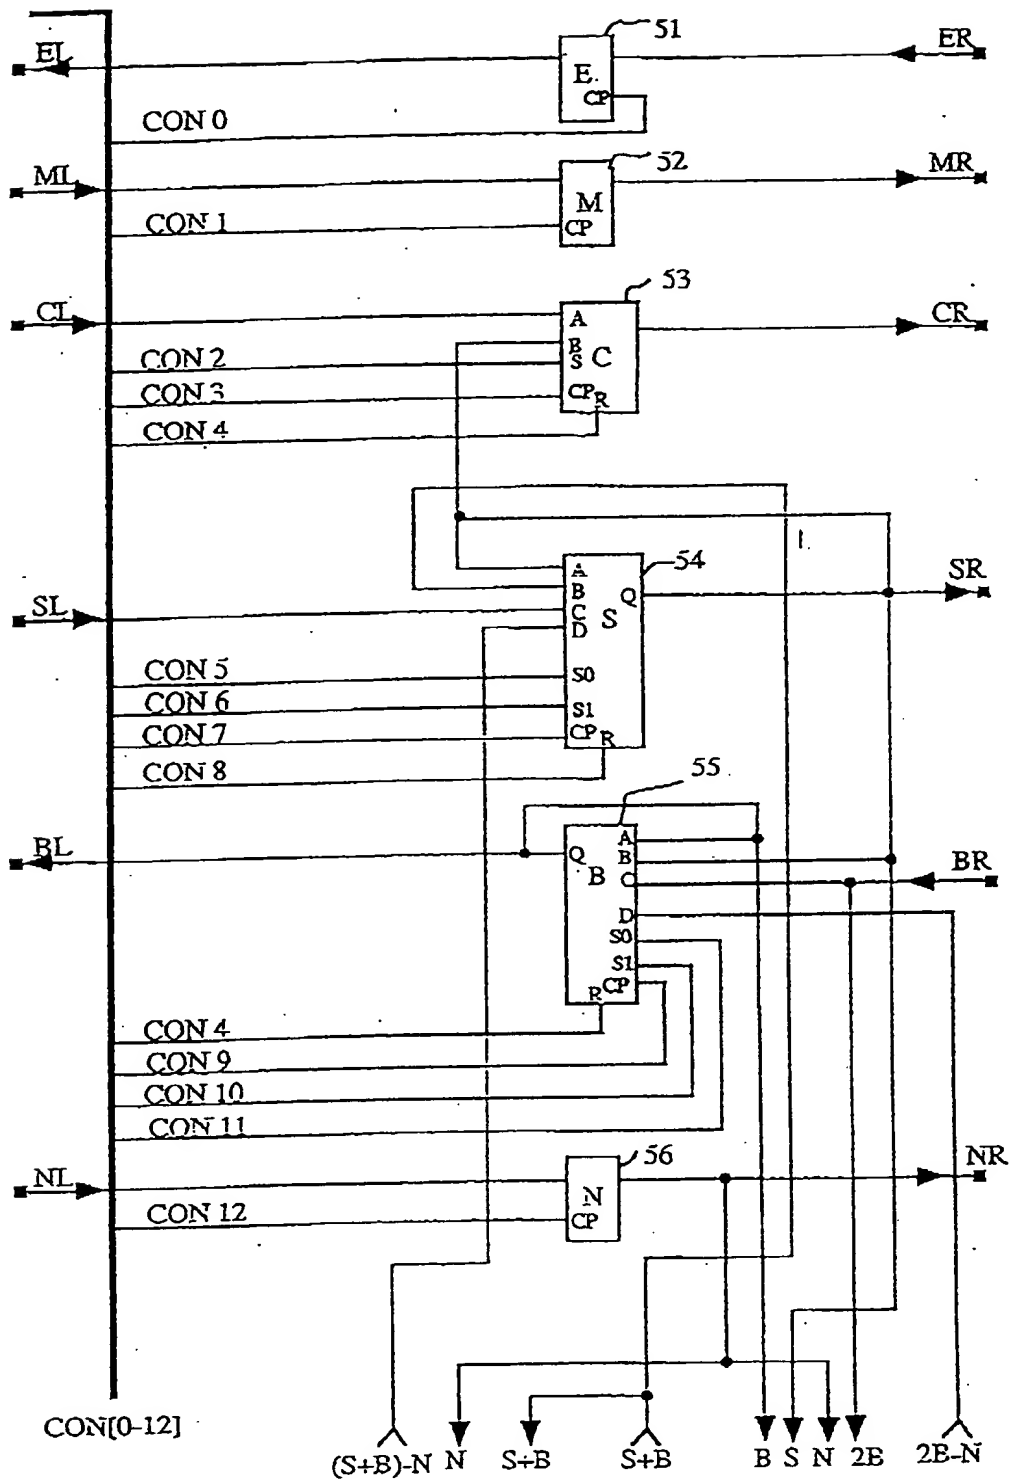 51
EL
ER
E
CP
CON 0
52
ML
MR
M
CP
CON 1
53
CL
CR
A
B
S
C
CON 2
CON 3
CP
R
CON 4
54
A
B
SL
SR
Q
C
S
D
CON 5
S0
CON 6
S1
CON 7
CP
R
CON 8
55
BL
BR
Q
B
A
B
C
D
S0
S1
CP
R
CON 4
CON 9
CON 10
CON 11
56
NL
NR
N
CON 12
CP
CON[0-12]
(S+B)-N N S+B S+B B S N 2B 2B-N